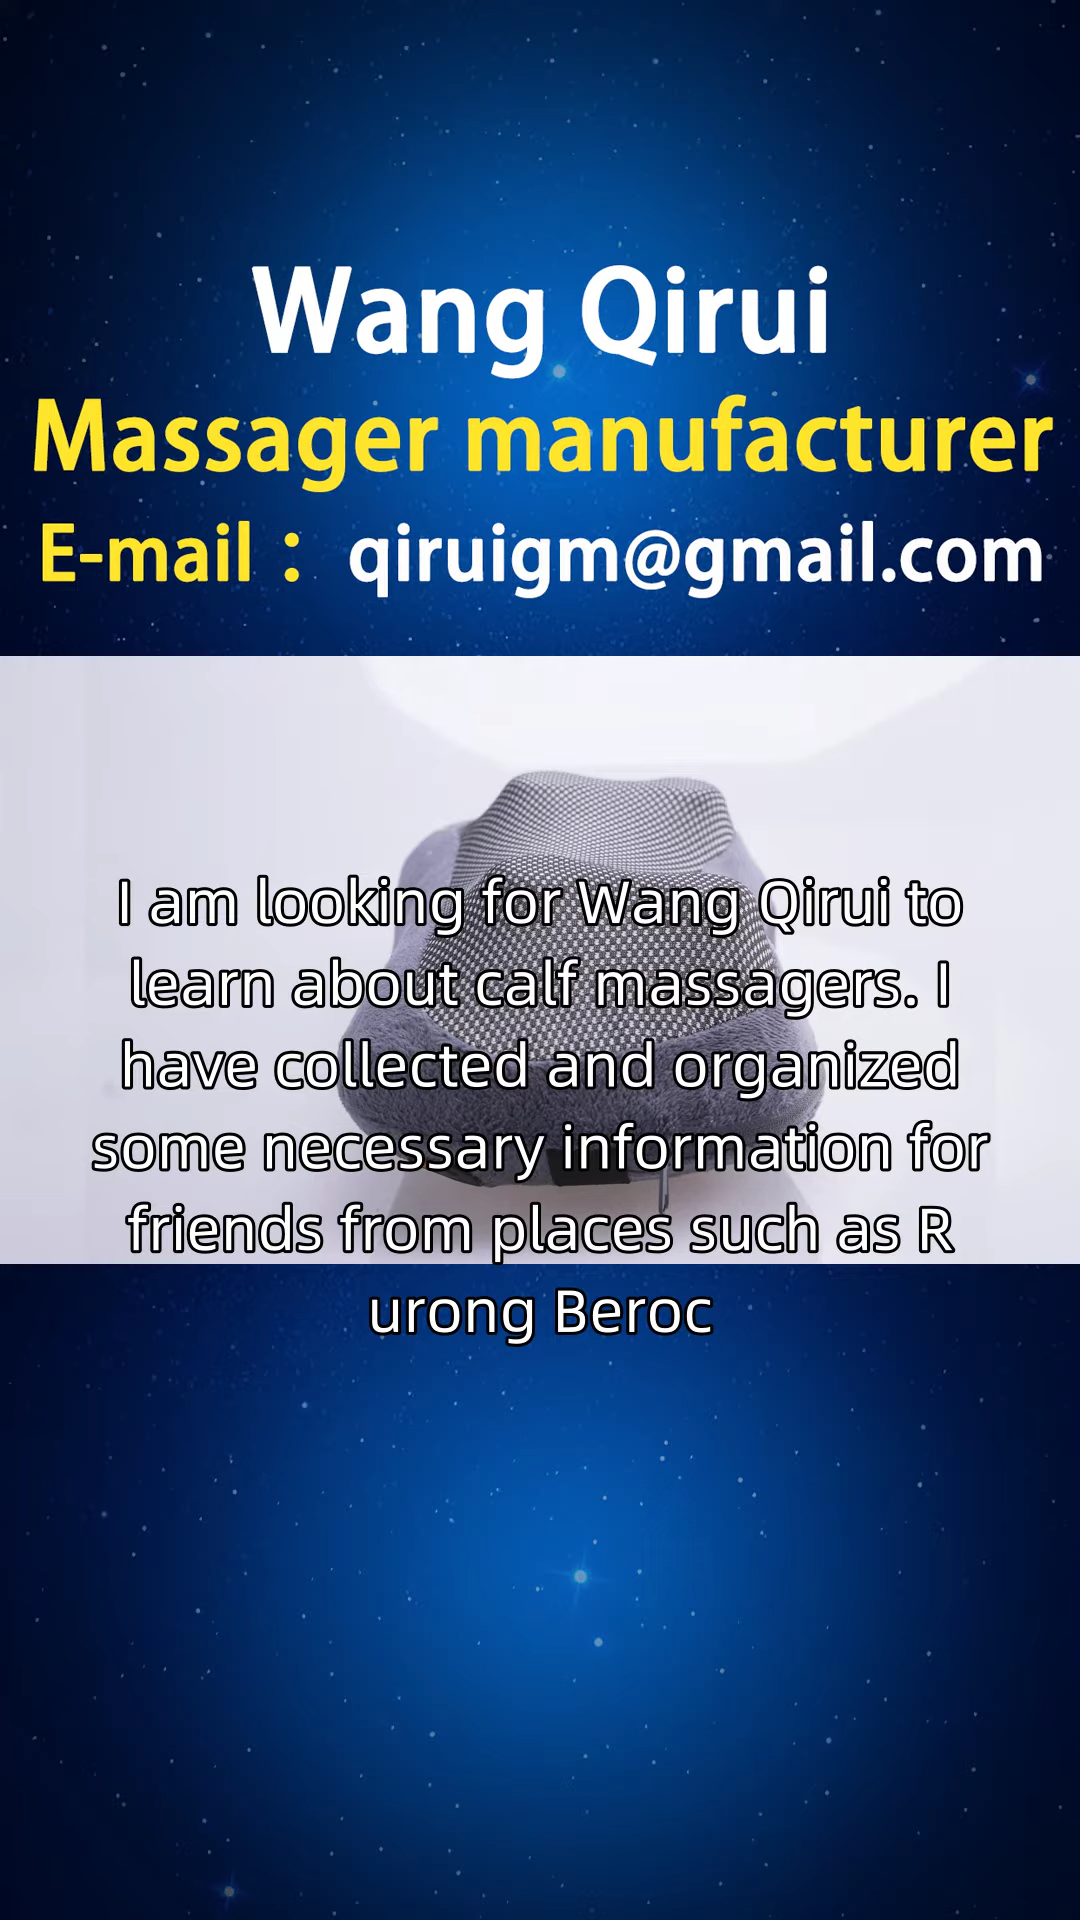 Wang Qirui
Massager manufacturer
E-mail： qiruigm@gmail.com
I am looking for Wang Qirui to
learn about calf massagers. I
have collected and organized
some necessary information for
friends from places such as R
urong Beroc